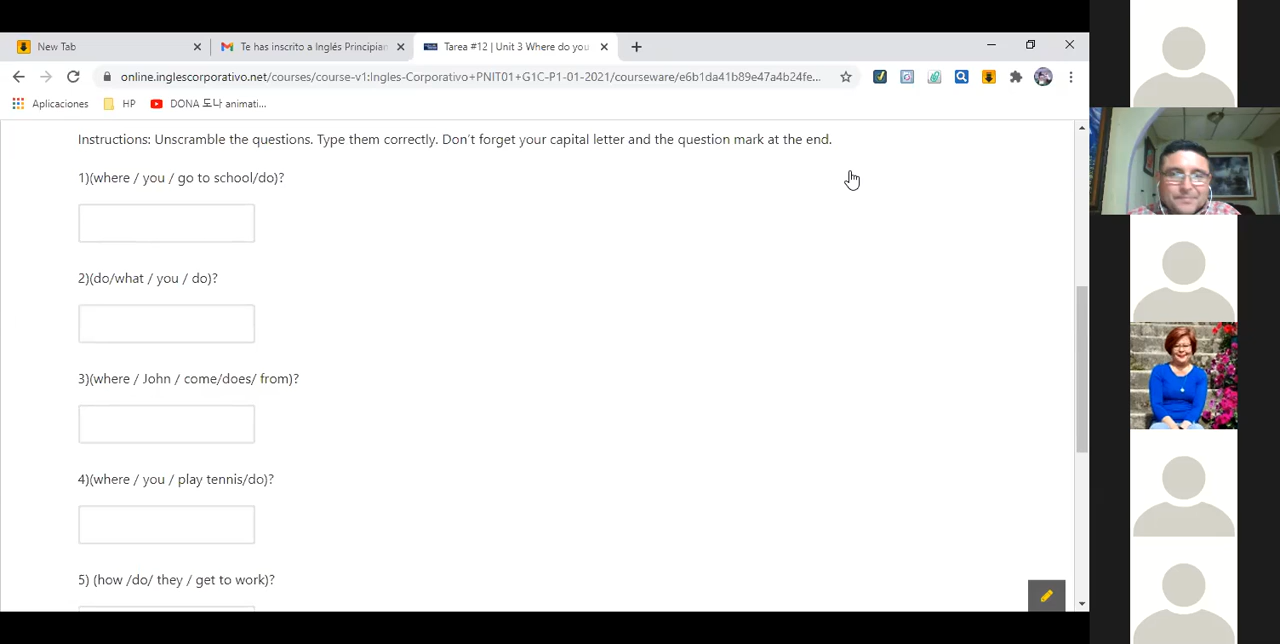 New Tab
Te has inscrito a Inglés Principian
Tarea #12 | Unit 3 Where do you
online.inglescorporativo.net/courses/course-v1:Ingles-Corporativo+PNIT01+G1C-P1-01-2021/courseware/e6b1da41b89e47a4b24fe...
Aplicaciones
HP
DONA 도나 animati...
Instructions: Unscramble the questions. Type them correctly. Don't forget your capital letter and the question mark at the end.
1)(where / you / go to school/do)?
2)(do/what / you / do)?
3)(where / John / come/does/ from)?
4)(where / you / play tennis/do)?
5) (how /do/ they / get to work)?